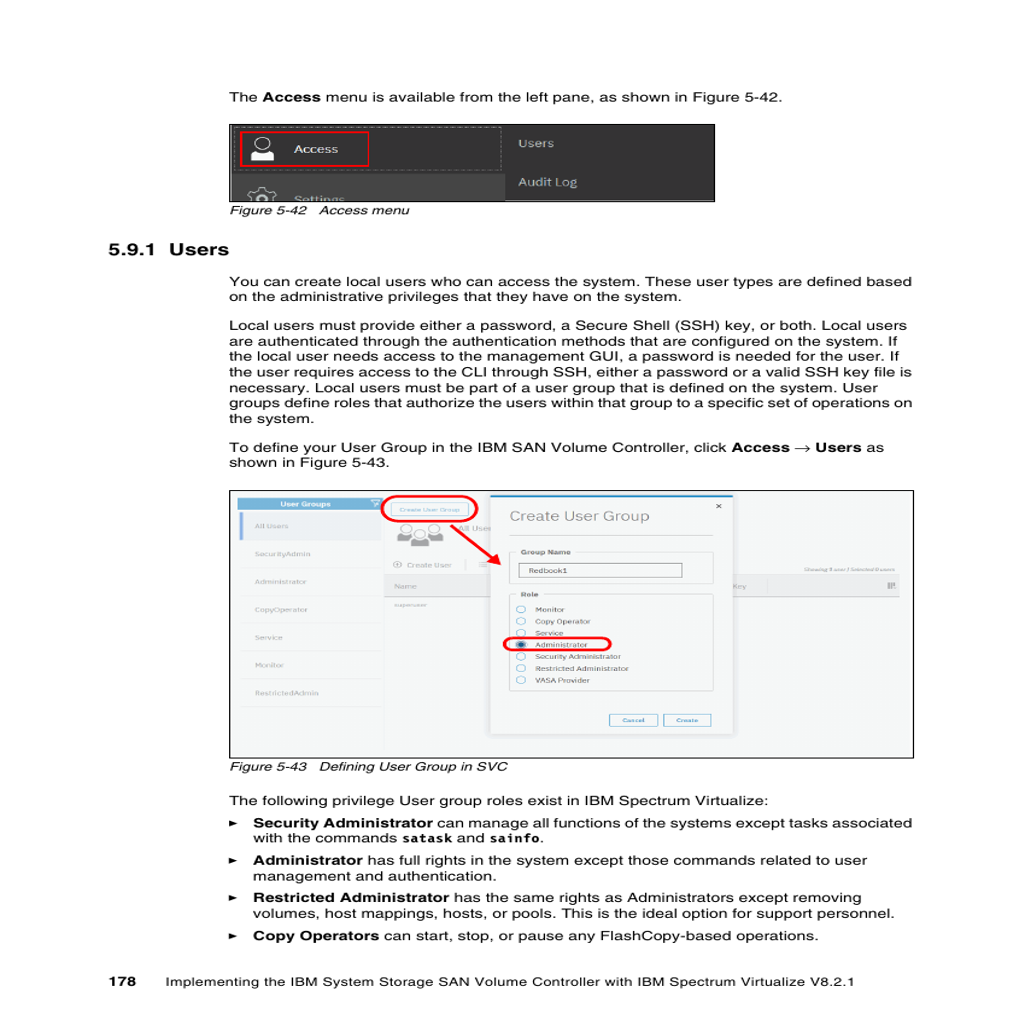 The Access menu is available from the left pane, as shown in Figure 5-42.
Access
Users
Audit Log
Settings
Figure 5-42 Access menu
5.9.1 Users
You can create local users who can access the system. These user types are defined based
on the administrative privileges that they have on the system.
Local users must provide either a password, a Secure Shell (SSH) key, or both. Local users
are authenticated through the authentication methods that are configured on the system. If
the local user needs access to the management GUI, a password is needed for the user. If
the user requires access to the CLI through SSH, either a password or a valid SSH key file is
necessary. Local users must be part of a user group that is defined on the system. User
groups define roles that authorize the users within that group to a specific set of operations on
the system.
To define your User Group in the IBM SAN Volume Controller, click Access → Users as
shown in Figure 5-43.
User Groups
All Users
SecurityAdmin
Administrator
CopyOperator
Service
Monitor
RestrictedAdmin
Create User Group
All User
Create User
Name
superuser
Showing 1 user / Selected 0 users
Key
Create User Group
Group Name
Redbook1
Role
Monitor
Copy Operator
Service
Administrator
Security Administrator
Restricted Administrator
VASA Provider
Cancel
Create
Figure 5-43 Defining User Group in SVC
The following privilege User group roles exist in IBM Spectrum Virtualize:
► Security Administrator can manage all functions of the systems except tasks associated
with the commands satask and sainfo.
► Administrator has full rights in the system except those commands related to user
management and authentication.
► Restricted Administrator has the same rights as Administrators except removing
volumes, host mappings, hosts, or pools. This is the ideal option for support personnel.
► Copy Operators can start, stop, or pause any FlashCopy-based operations.
178 Implementing the IBM System Storage SAN Volume Controller with IBM Spectrum Virtualize V8.2.1